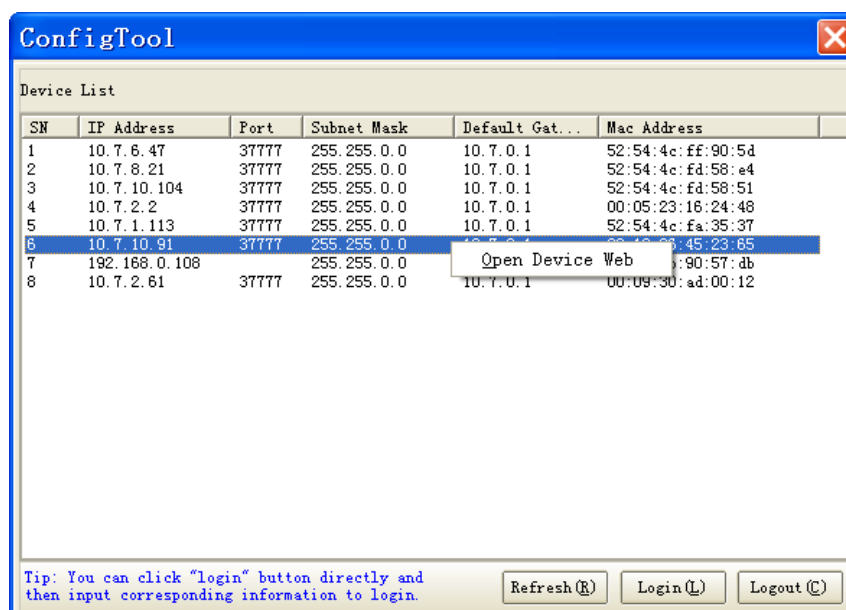 ConfigTool
Device List
SN IP Address Port Subnet Mask Default Gat... Mac Address
1 10.7.6.47 37777 255.255.0.0 10.7.0.1 52:54:4c:ff:90:5d
2 10.7.8.21 37777 255.255.0.0 10.7.0.1 52:54:4c:fd:58:e4
3 10.7.10.104 37777 255.255.0.0 10.7.0.1 52:54:4c:fd:58:51
4 10.7.2.2 37777 255.255.0.0 10.7.0.1 00:05:23:16:24:48
5 10.7.1.113 37777 255.255.0.0 10.7.0.1 52:54:4c:fa:35:37
6 10.7.10.91 37777 255.255.0.0 :45:23:65
7 192.168.0.108 255.255.0.0 Open Device Web :90:57:db
8 10.7.2.61 37777 255.255.0.0 10.7.0.1 00:09:30:ad:00:12
Tip: You can click "login" button directly and
then input corresponding information to login.
Refresh(R) Login(L) Logout(C)